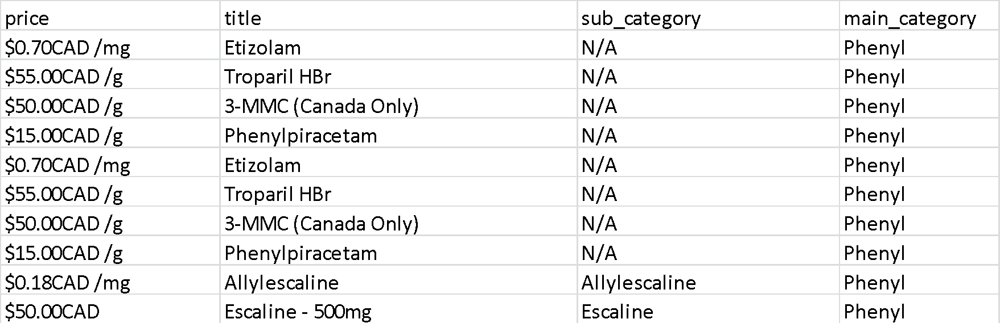 price title sub_category main_category
$0.70CAD /mg Etizolam N/A Phenyl
$55.00CAD /g Troparil HBr N/A Phenyl
$50.00CAD /g 3-MMC (Canada Only) N/A Phenyl
$15.00CAD /g Phenylpiracetam N/A Phenyl
$0.70CAD /mg Etizolam N/A Phenyl
$55.00CAD /g Troparil HBr N/A Phenyl
$50.00CAD /g 3-MMC (Canada Only) N/A Phenyl
$15.00CAD /g Phenylpiracetam N/A Phenyl
$0.18CAD /mg Allylescaline Allylescaline Phenyl
$50.00CAD Escaline - 500mg Escaline Phenyl